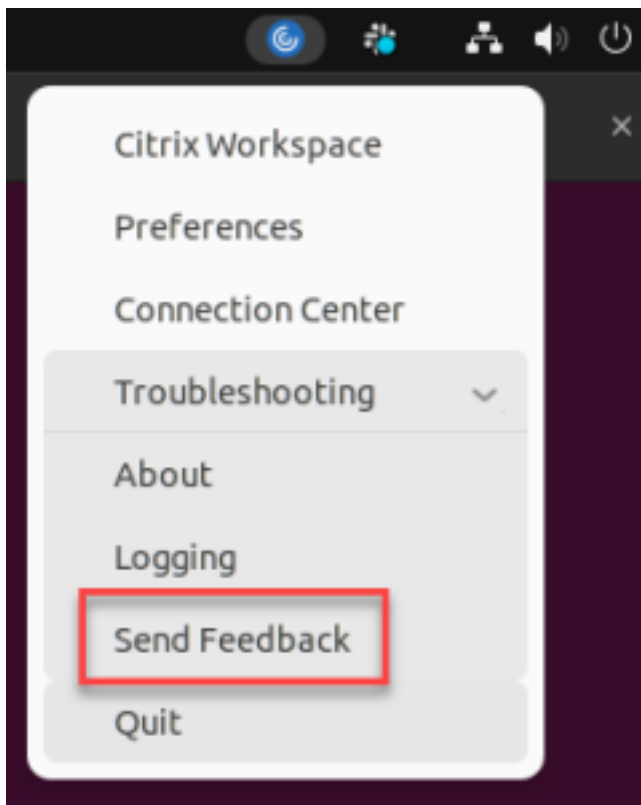 Citrix Workspace
Preferences
Connection Center
Troubleshooting
About
Logging
Send Feedback
Quit